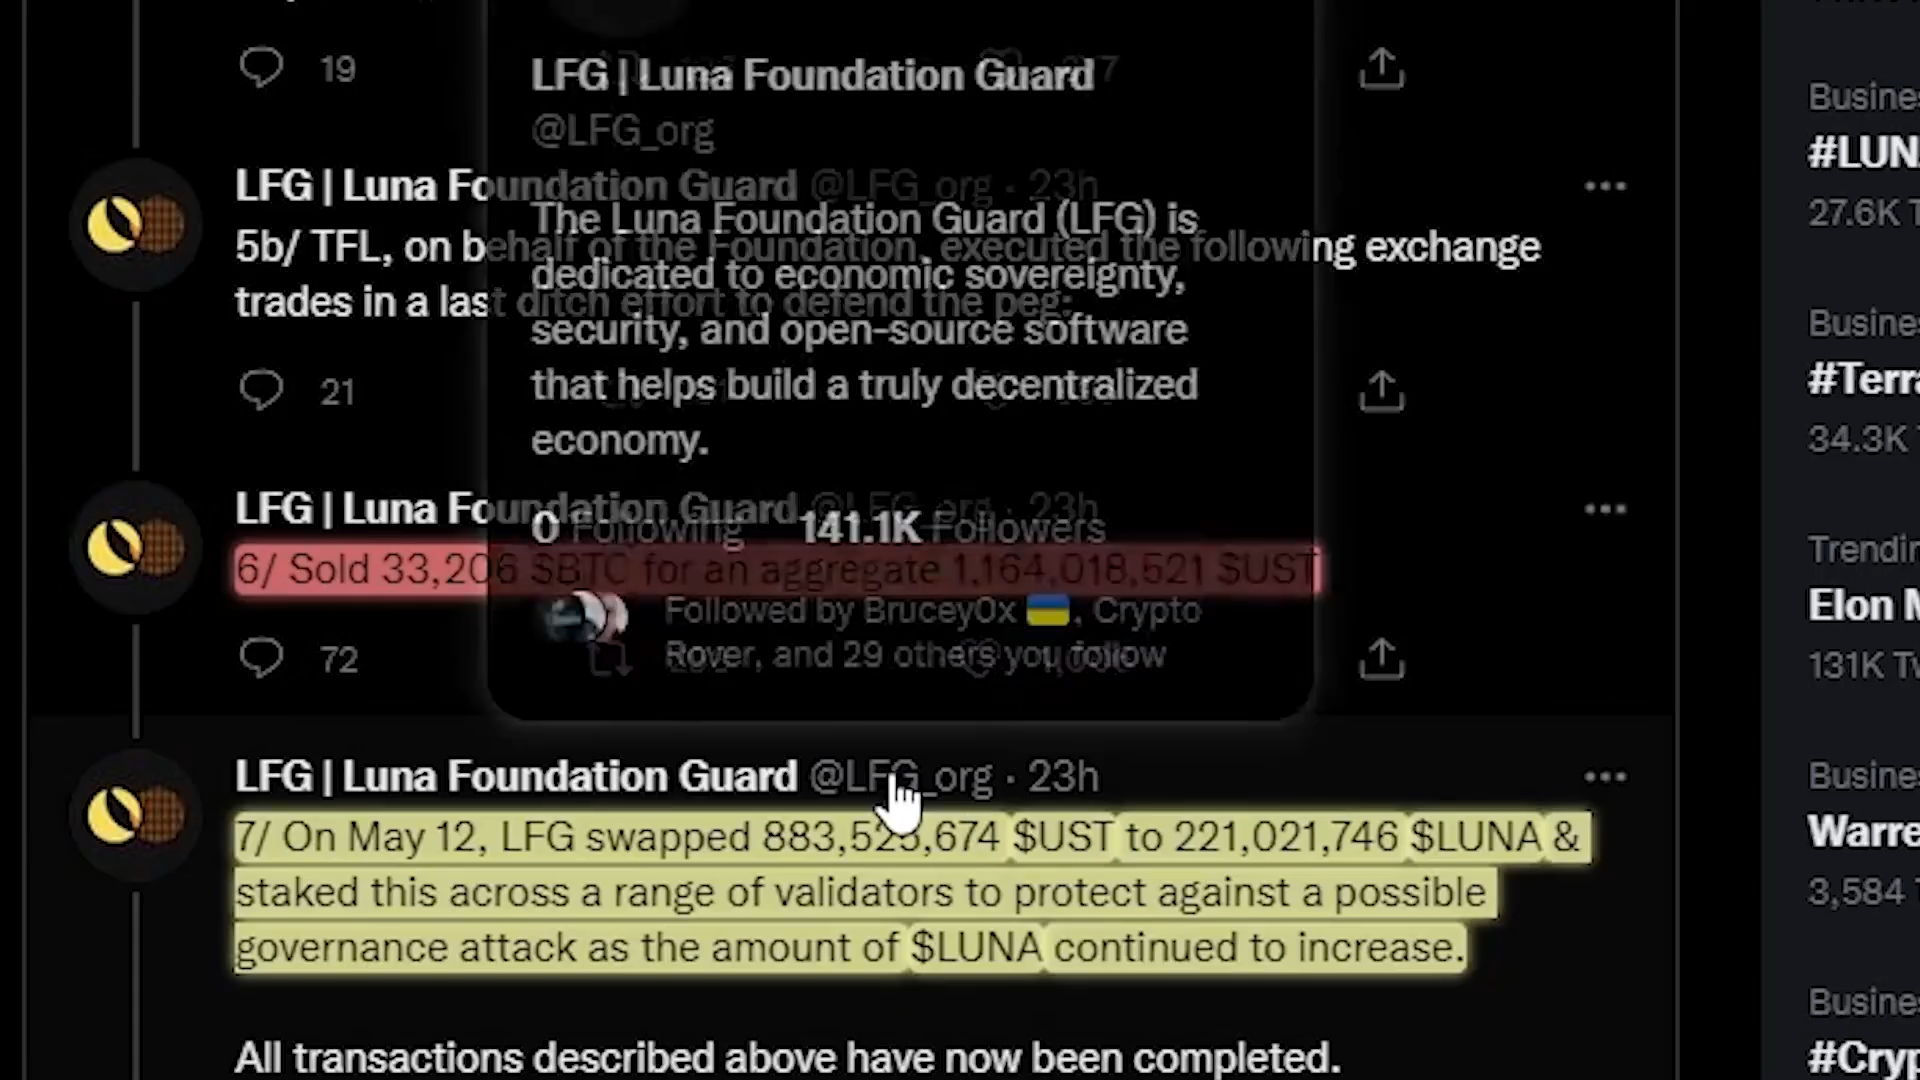 19
LFG | Luna Foundation Guard
@LFG_org
LFG | Luna Foundation Guard @LFG_org · 23h
The Luna Foundation Guard (LFG) is
5b/ TFL, on behalf of the Foundation, executed the following exchange
dedicated to economic sovereignty,
trades in a last ditch effort to defend the peg:
security, and open-source software
that helps build a truly decentralized
21
economy.
LFG | Luna Foundation Guard @LFG_org · 23h
0 Following 141.1K Followers
6/ Sold 33,206 $BTC for an aggregate 1,164,018,521 $UST
Followed by Brucey0x 🇺🇦, Crypto
Rover, and 29 others you follow
72
LFG | Luna Foundation Guard @LFG_org · 23h
7/ On May 12, LFG swapped 883,525,674 $UST to 221,021,746 $LUNA &
staked this across a range of validators to protect against a possible
governance attack as the amount of $LUNA continued to increase.
All transactions described above have now been completed.
Busine
#LUN
27.6K T
Busine
#Terra
34.3K
Trendin
Elon M
131K Tw
Busine
Warre
3,584 T
Busine
#Cryp